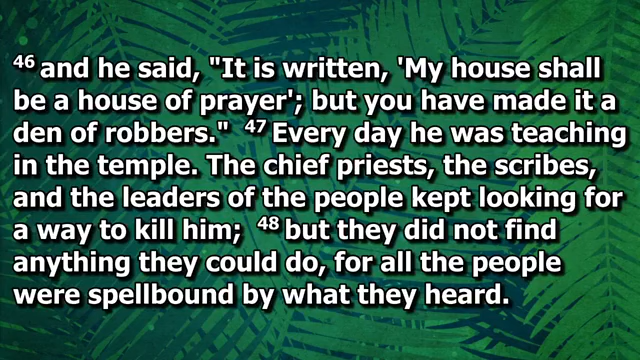 46 and he said, "It is written, 'My house shall
be a house of prayer'; but you have made it a
den of robbers." 47 Every day he was teaching
in the temple. The chief priests, the scribes,
and the leaders of the people kept looking for
a way to kill him; 48 but they did not find
anything they could do, for all the people
were spellbound by what they heard.